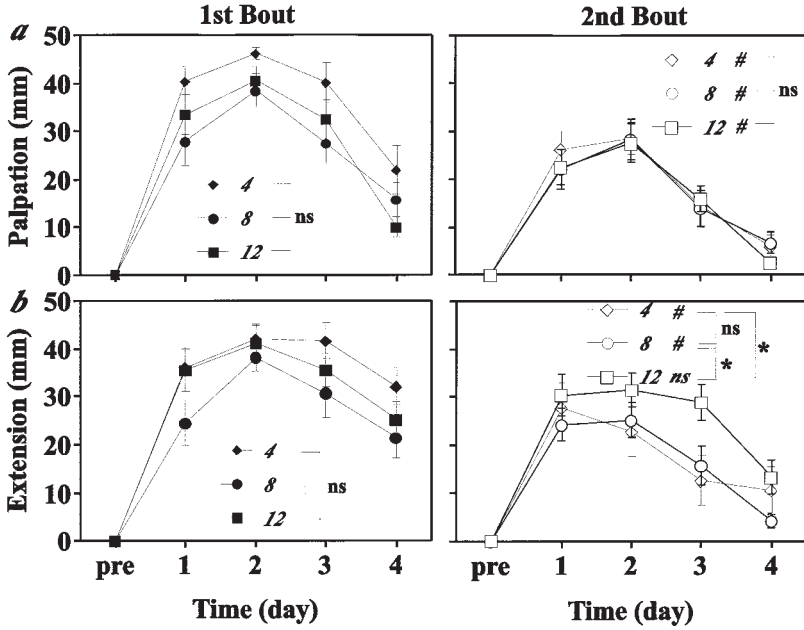 1st Bout
2nd Bout
a
Palpation (mm)
50
40
30
20
10
0
4
8 ns
12
4 #
8 # ns
12 #
b
Extension (mm)
50
40
30
20
10
0
4
8 ns
12
4 #
ns
8 # *
*
12 ns
pre 1 2 3 4
pre 1 2 3 4
Time (day)
Time (day)